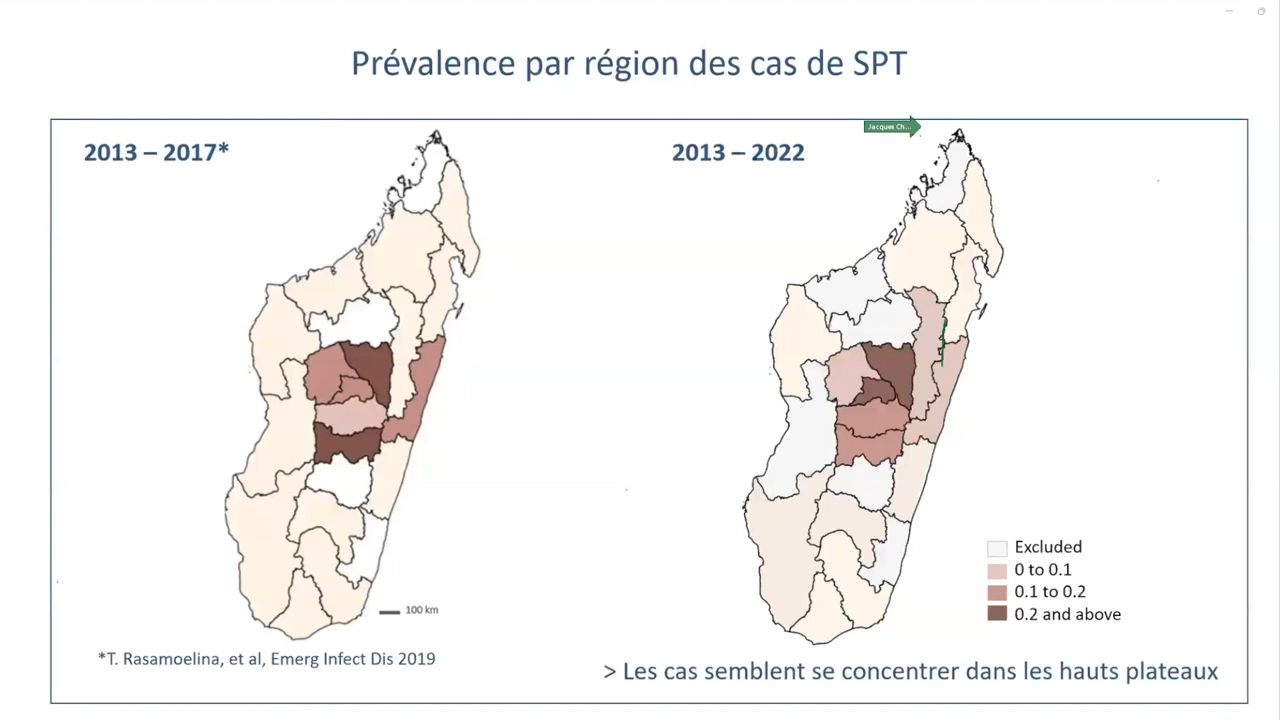 Prévalence par région des cas de SPT
Jacques Ch...
2013 – 2017*
2013 – 2022
Excluded
0 to 0.1
0.1 to 0.2
0.2 and above
100 km
*T. Rasamoelina, et al, Emerg Infect Dis 2019
> Les cas semblent se concentrer dans les hauts plateaux